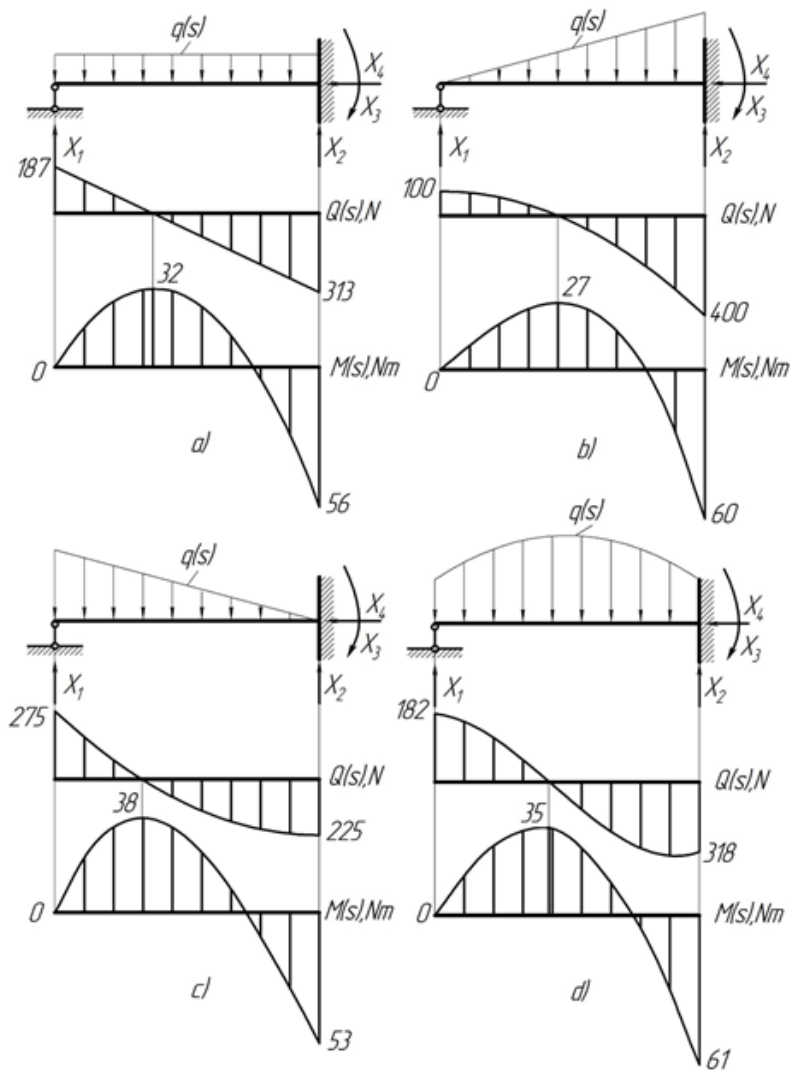 q(s)
X₄
X₃
X₁
X₂
187
Q(s),N
313
32
0
M(s),Nm
56
a)
q(s)
X₄
X₃
X₁
X₂
100
Q(s),N
400
27
0
M(s),Nm
60
b)
q(s)
X₄
X₃
X₁
X₂
275
Q(s),N
225
38
0
M(s),Nm
53
c)
q(s)
X₄
X₃
X₁
X₂
182
Q(s),N
318
35
0
M(s),Nm
61
d)